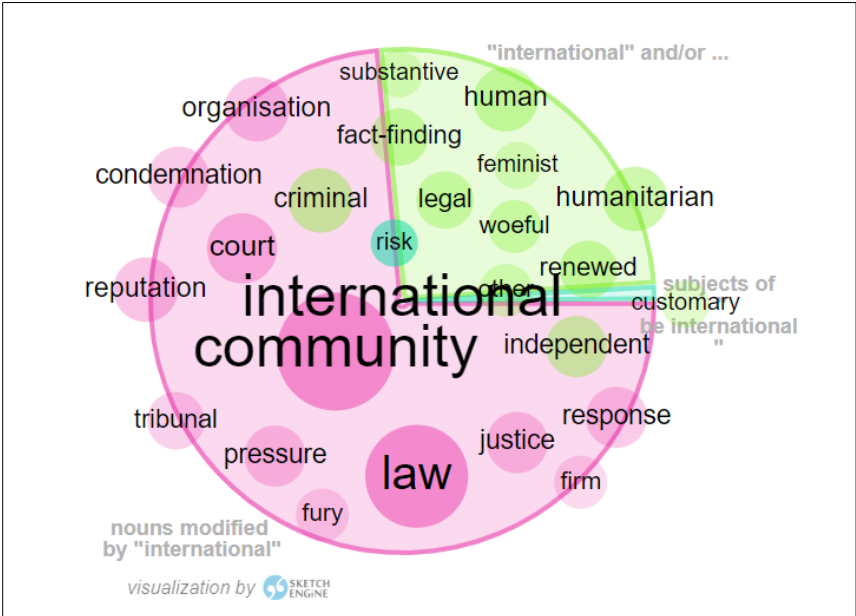 "international" and/or ...
substantive
human
organisation
fact-finding
feminist
condemnation
criminal
legal
humanitarian
woeful
court
risk
renewed
reputation
other
subjects of "
customary
be international
"
international
community
independent
tribunal
response
justice
pressure
law
firm
fury
nouns modified
by "international"
visualization by SKETCH
ENGINE